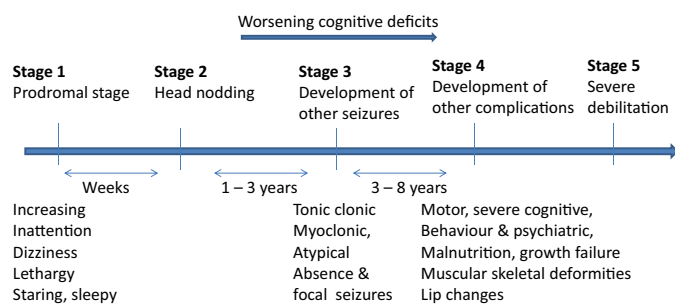 Worsening cognitive deficits
Stage 1
Prodromal stage
Stage 2
Head nodding
Stage 3
Development of
other seizures
Stage 4
Development of
other complications
Stage 5
Severe
debilitation
Weeks
1 – 3 years
3 – 8 years
Increasing
Inattention
Dizziness
Lethargy
Staring, sleepy
Tonic clonic
Myoclonic,
Atypical
Absence &
focal seizures
Motor, severe cognitive,
Behaviour & psychiatric,
Malnutrition, growth failure
Muscular skeletal deformities
Lip changes